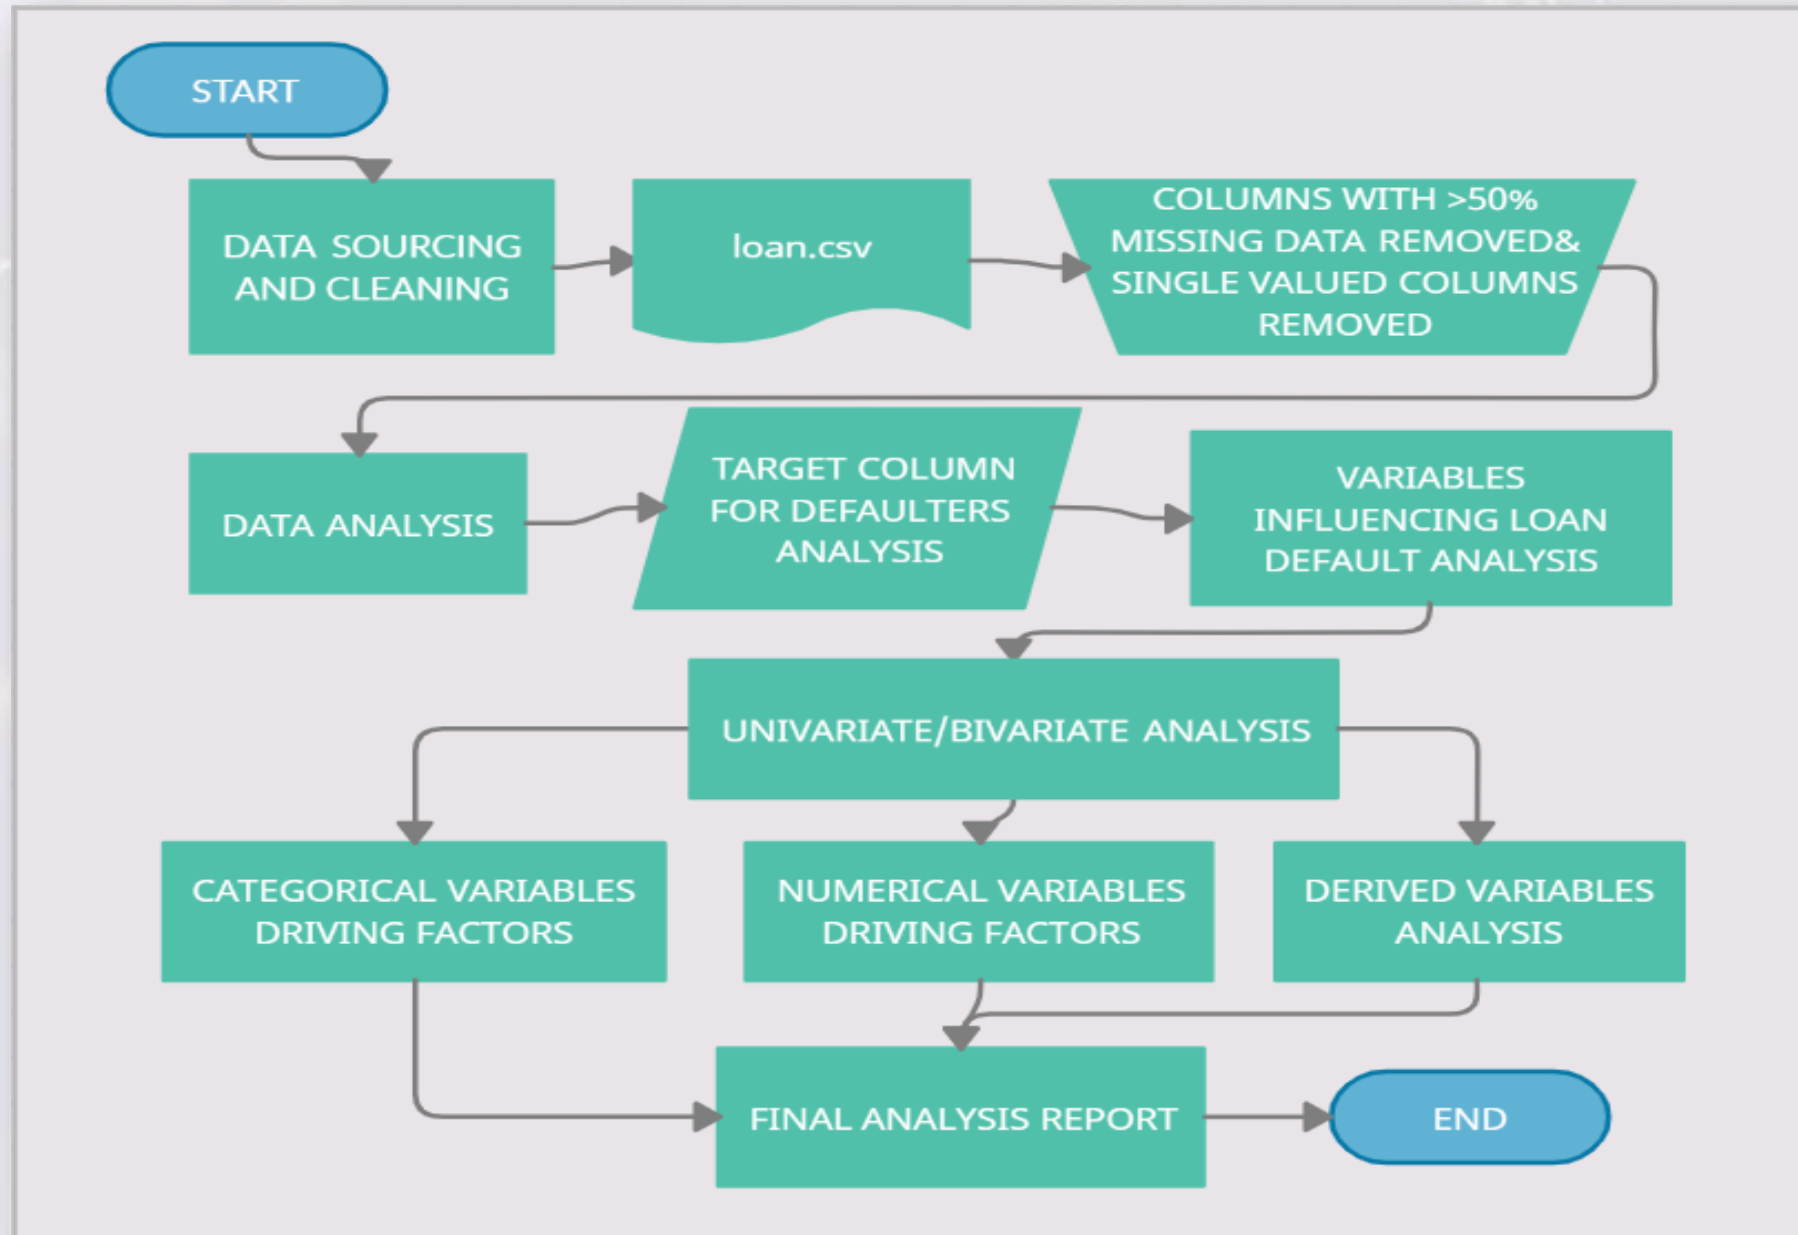 START
DATA SOURCING
AND CLEANING
loan.csv
COLUMNS WITH >50%
MISSING DATA REMOVED&
SINGLE VALUED COLUMNS
REMOVED
DATA ANALYSIS
TARGET COLUMN
FOR DEFAULTERS
ANALYSIS
VARIABLES
INFLUENCING LOAN
DEFAULT ANALYSIS
UNIVARIATE/BIVARIATE ANALYSIS
CATEGORICAL VARIABLES
DRIVING FACTORS
NUMERICAL VARIABLES
DRIVING FACTORS
DERIVED VARIABLES
ANALYSIS
FINAL ANALYSIS REPORT
END